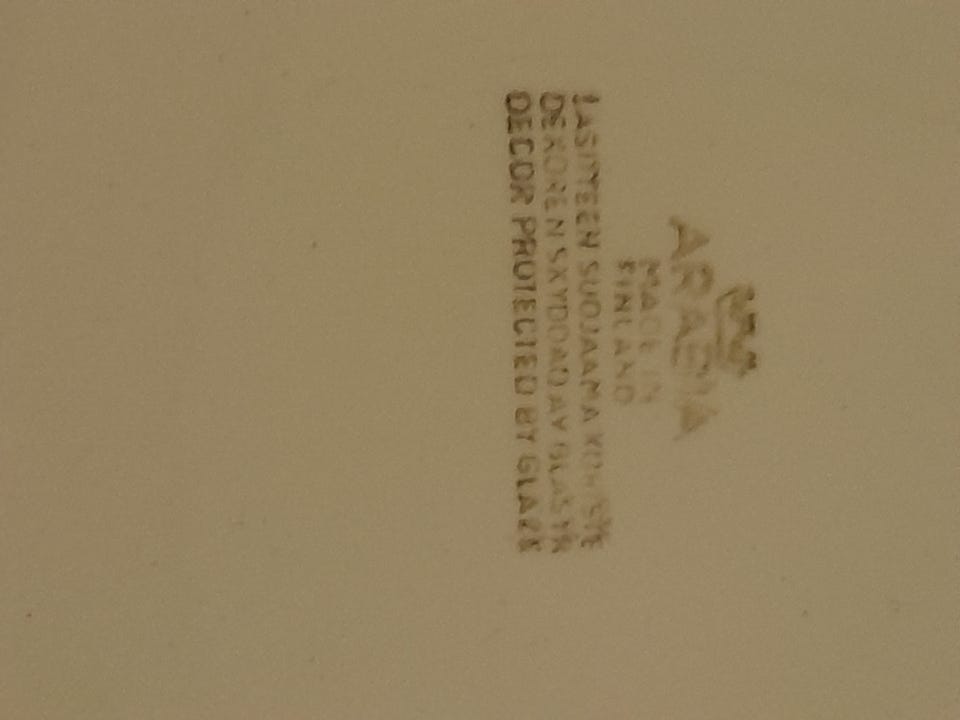 ARABIA
MADE IN
FINLAND
LASITTEEN SUOJAAMA KORISTE
DEKOREN SKYDDAD AV GLASYR
DECOR PROTECTED BY GLAZE